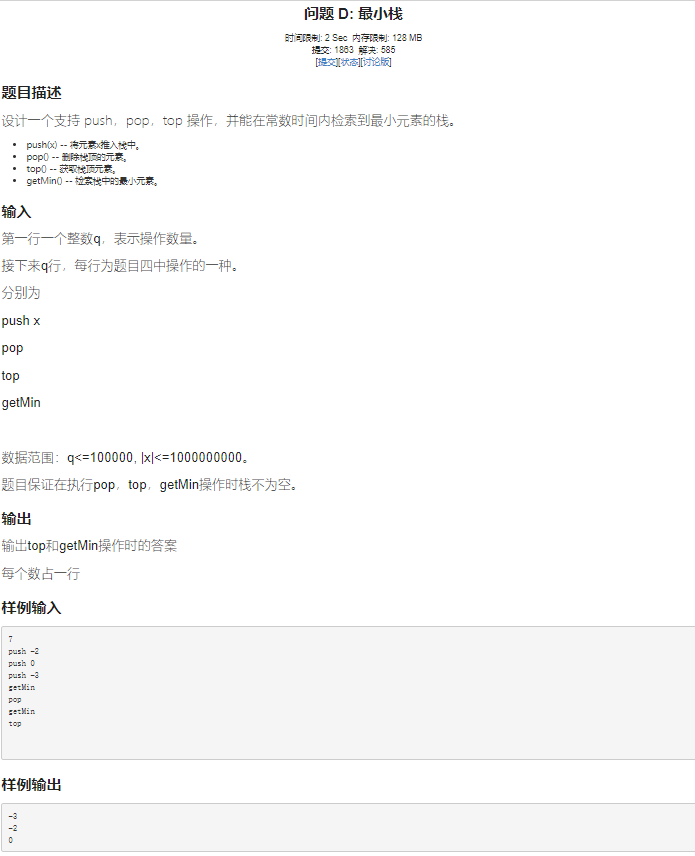 问题 D: 最小栈
时间限制: 2 Sec 内存限制: 128 MB
提交: 1863 解决: 585
[提交][状态][讨论版]
题目描述
设计一个支持 push，pop，top 操作，并能在常数时间内检索到最小元素的栈。
push(x) -- 将元素x推入栈中。
pop() -- 删除栈顶的元素。
top() -- 获取栈顶元素。
getMin() -- 检索栈中的最小元素。
输入
第一行一个整数q，表示操作数量。
接下来q行，每行为题目四中操作的一种。
分别为
push x
pop
top
getMin
数据范围：q<=100000, |x|<=1000000000。
题目保证在执行pop，top，getMin操作时栈不为空。
输出
输出top和getMin操作时的答案
每个数占一行
样例输入
7
push -2
push 0
push -3
getMin
pop
getMin
top
样例输出
-3
-2
0